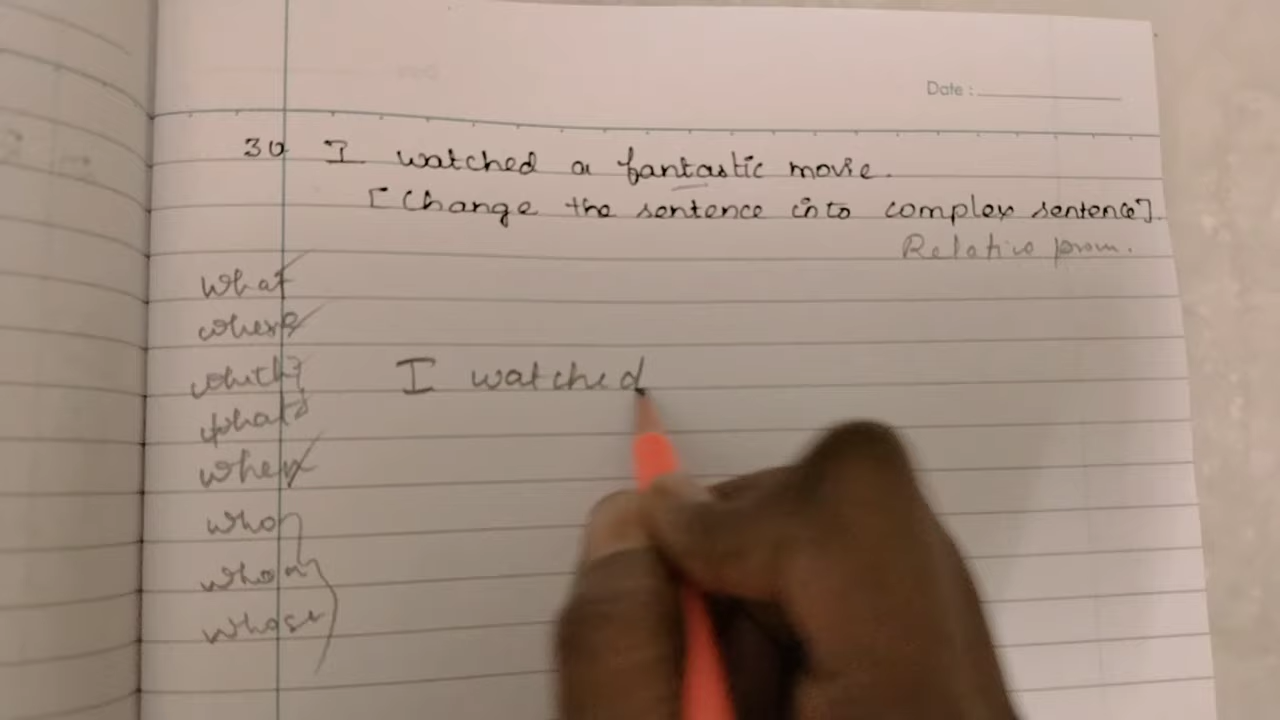 Date :
30 I watched a fantastic movie.
[Change the sentence into complex sentence].
Relative pron.
What
where
which
that
when
I watched
who
whom
whose